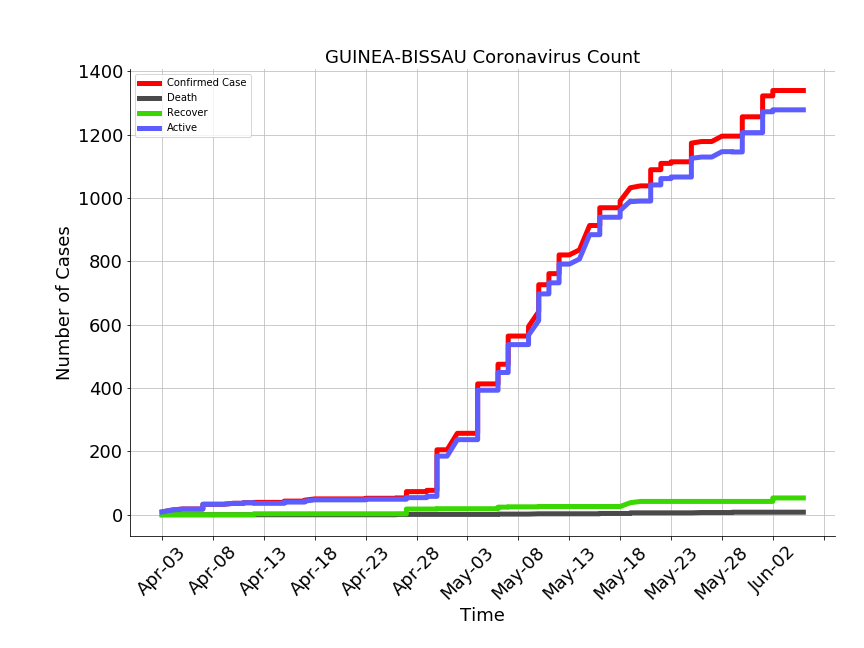 GUINEA-BISSAU Coronavirus Count
Confirmed Case
Death
Recover
Active
1400
1200
1000
800
600
400
200
0
Number of Cases
Apr-03
Apr-08
Apr-13
Apr-18
Apr-23
Apr-28
May-03
May-08
May-13
May-18
May-23
May-28
Jun-02
Time